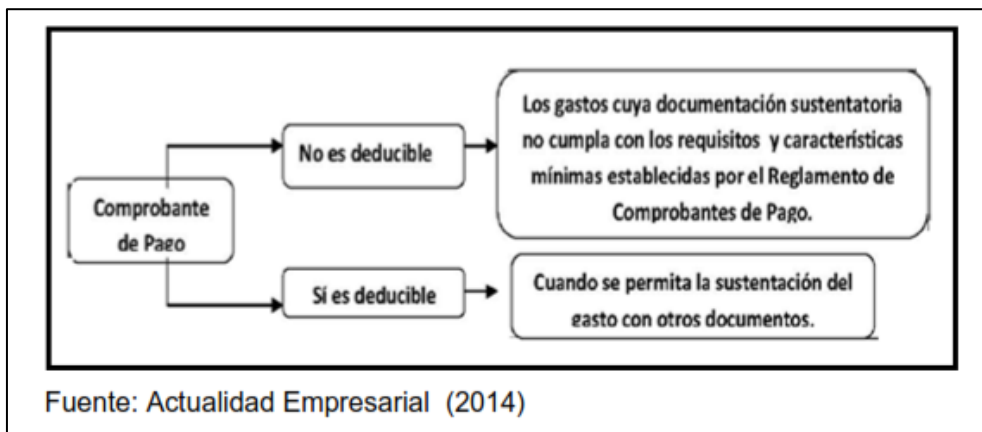 Comprobante
de Pago
No es deducible
Los gastos cuya documentación sustentatoria
no cumpla con los requisitos y características
mínimas establecidas por el Reglamento de
Comprobantes de Pago.
Sí es deducible
Cuando se permita la sustentación del
gasto con otros documentos.
Fuente: Actualidad Empresarial (2014)